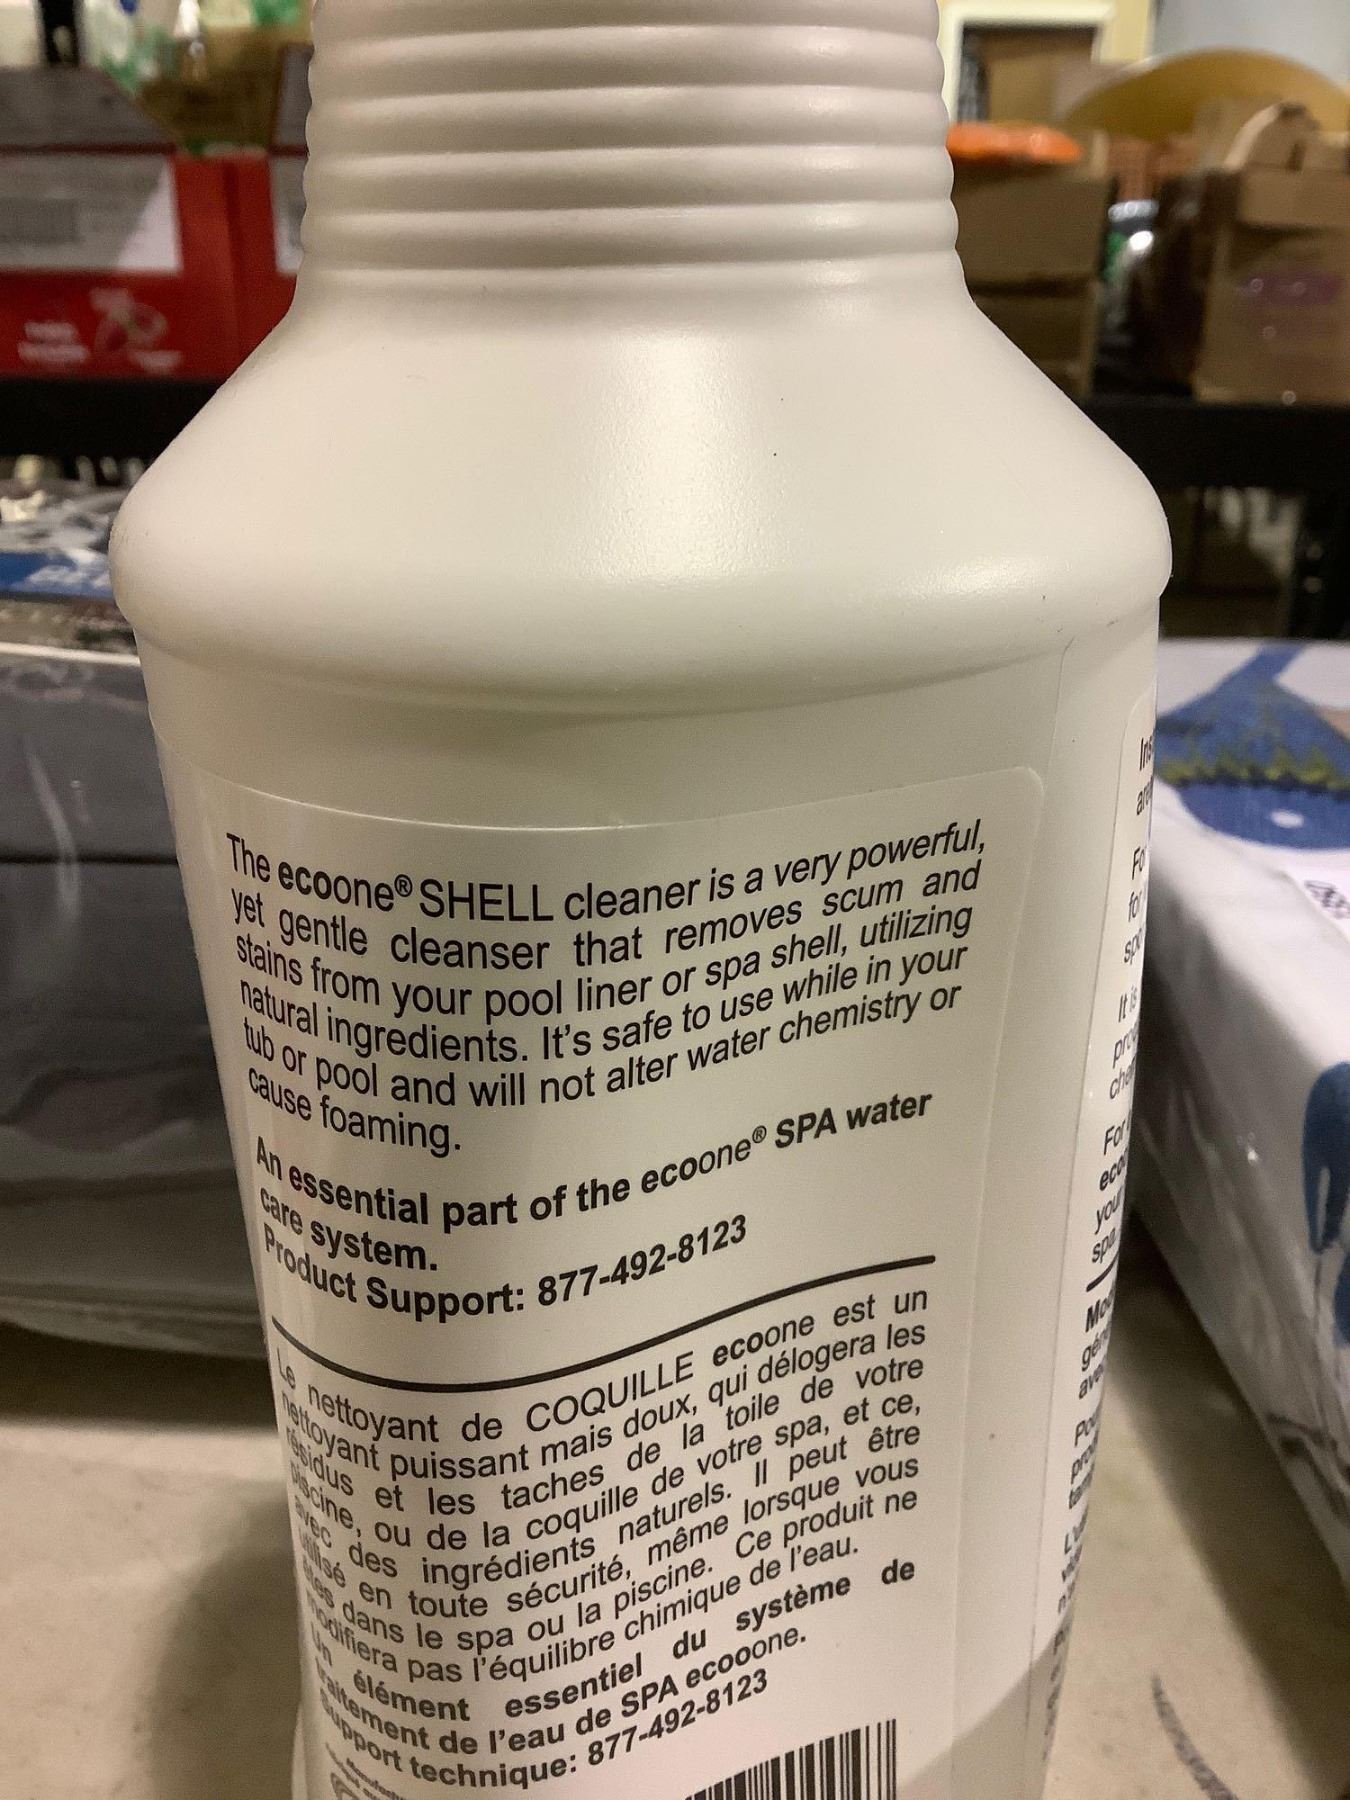 The ecoone® SHELL cleaner is a very powerful,
yet gentle cleanser that removes scum and
stains from your pool liner or spa shell, utilizing
natural ingredients. It's safe to use while in your
tub or pool and will not alter water chemistry or
cause foaming.
An essential part of the ecoone® SPA water
care system.
Product Support: 877-492-8123
Le nettoyant de COQUILLE ecoone est un
nettoyant puissant mais doux, qui délogera les
résidus et les taches de la toile de votre
piscine, ou de la coquille de votre spa, et ce,
avec des ingrédients naturels. Il peut être
utilisé en toute sécurité, même lorsque vous
êtes dans le spa ou la piscine. Ce produit ne
modifiera pas l'équilibre chimique de l'eau.
Un élément essentiel du système de
traitement de l'eau de SPA ecooone.
Support technique: 877-492-8123